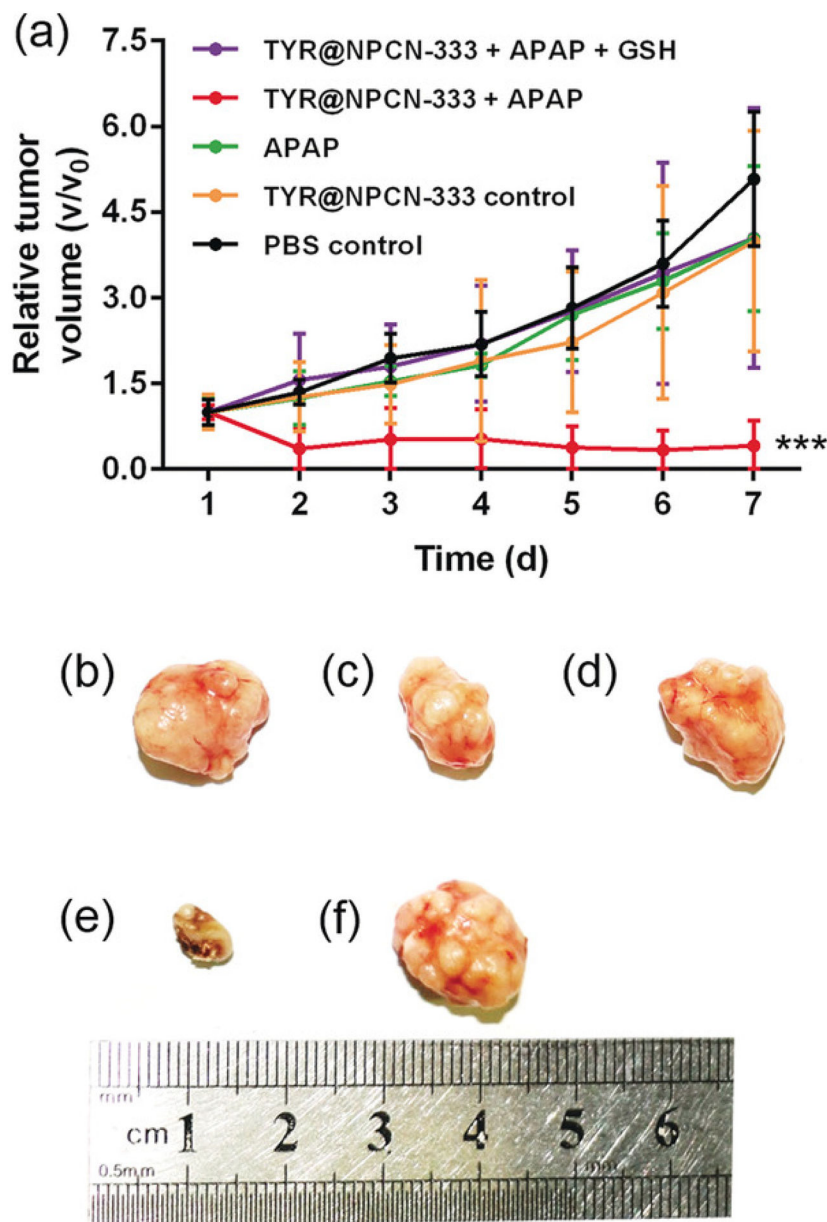 (a)
7.5
6.0
4.5
3.0
1.5
0.0
Relative tumor
volume (v/v₀)
TYR@NPCN-333 + APAP + GSH
TYR@NPCN-333 + APAP
APAP
TYR@NPCN-333 control
PBS control
***
1 2 3 4 5 6 7
Time (d)
(b) (c) (d)
(e) (f)
mm
cm 1 2 3 4 5 6
0.5mm mm